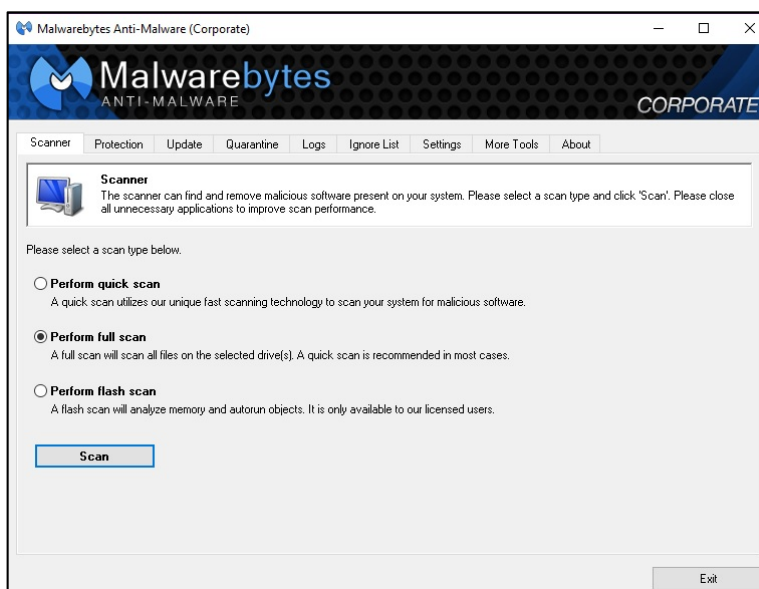 Malwarebytes Anti-Malware (Corporate)
Malwarebytes
ANTI-MALWARE
CORPORATE
Scanner Protection Update Quarantine Logs Ignore List Settings More Tools About
Scanner
The scanner can find and remove malicious software present on your system. Please select a scan type and click 'Scan'. Please close
all unnecessary applications to improve scan performance.
Please select a scan type below.
Perform quick scan
A quick scan utilizes our unique fast scanning technology to scan your system for malicious software.
Perform full scan
A full scan will scan all files on the selected drive(s). A quick scan is recommended in most cases.
Perform flash scan
A flash scan will analyze memory and autorun objects. It is only available to our licensed users.
Scan
Exit